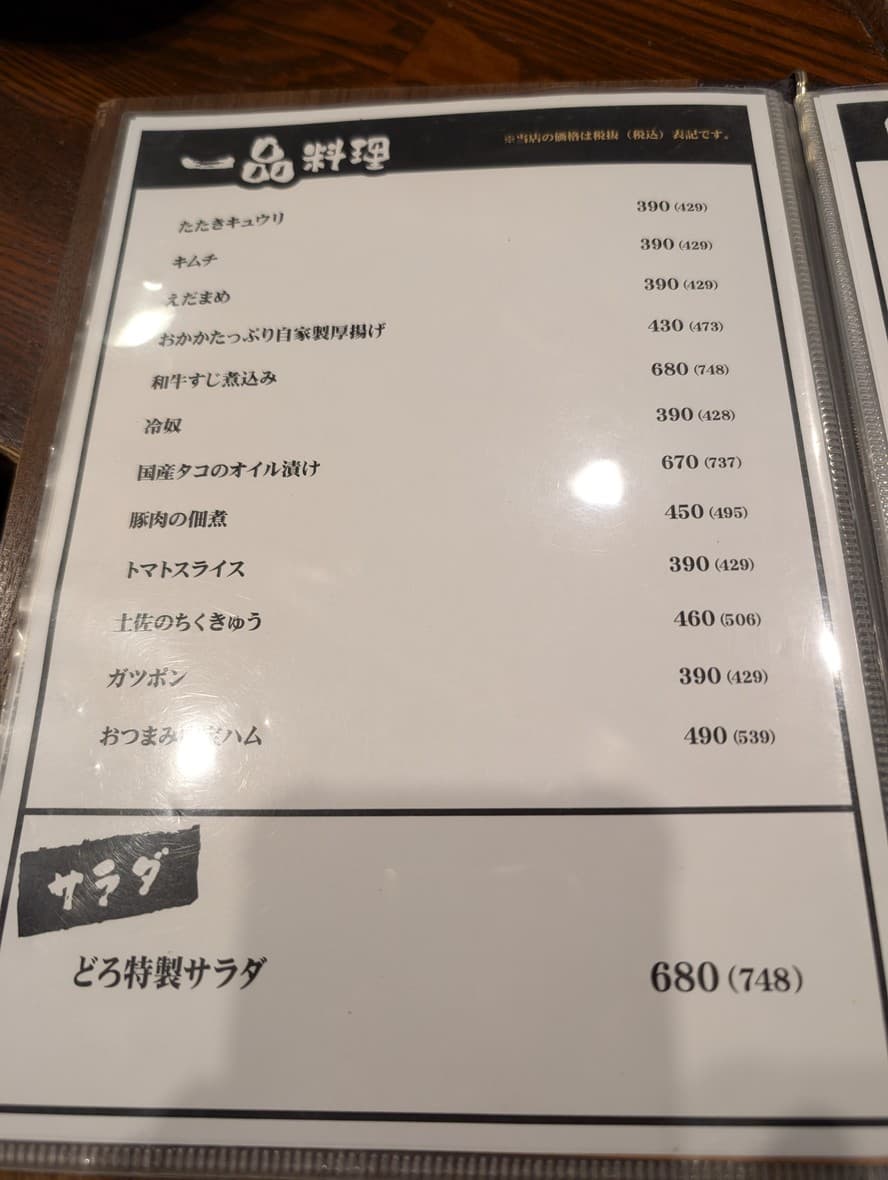 一品料理
※当店の価格は税抜（税込）表記です。
たたきキュウリ 390（429）
キムチ 390（429）
えだまめ 390（429）
おかかたっぷり自家製厚揚げ 430（473）
和牛すじ煮込み 680（748）
冷奴 390（428）
国産タコのオイル漬け 670（737）
豚肉の佃煮 450（495）
トマトスライス 390（429）
土佐のちくきゅう 460（506）
ガツポン 390（429）
おつまみ ハム 490（539）
サラダ
どろ特製サラダ 680（748）